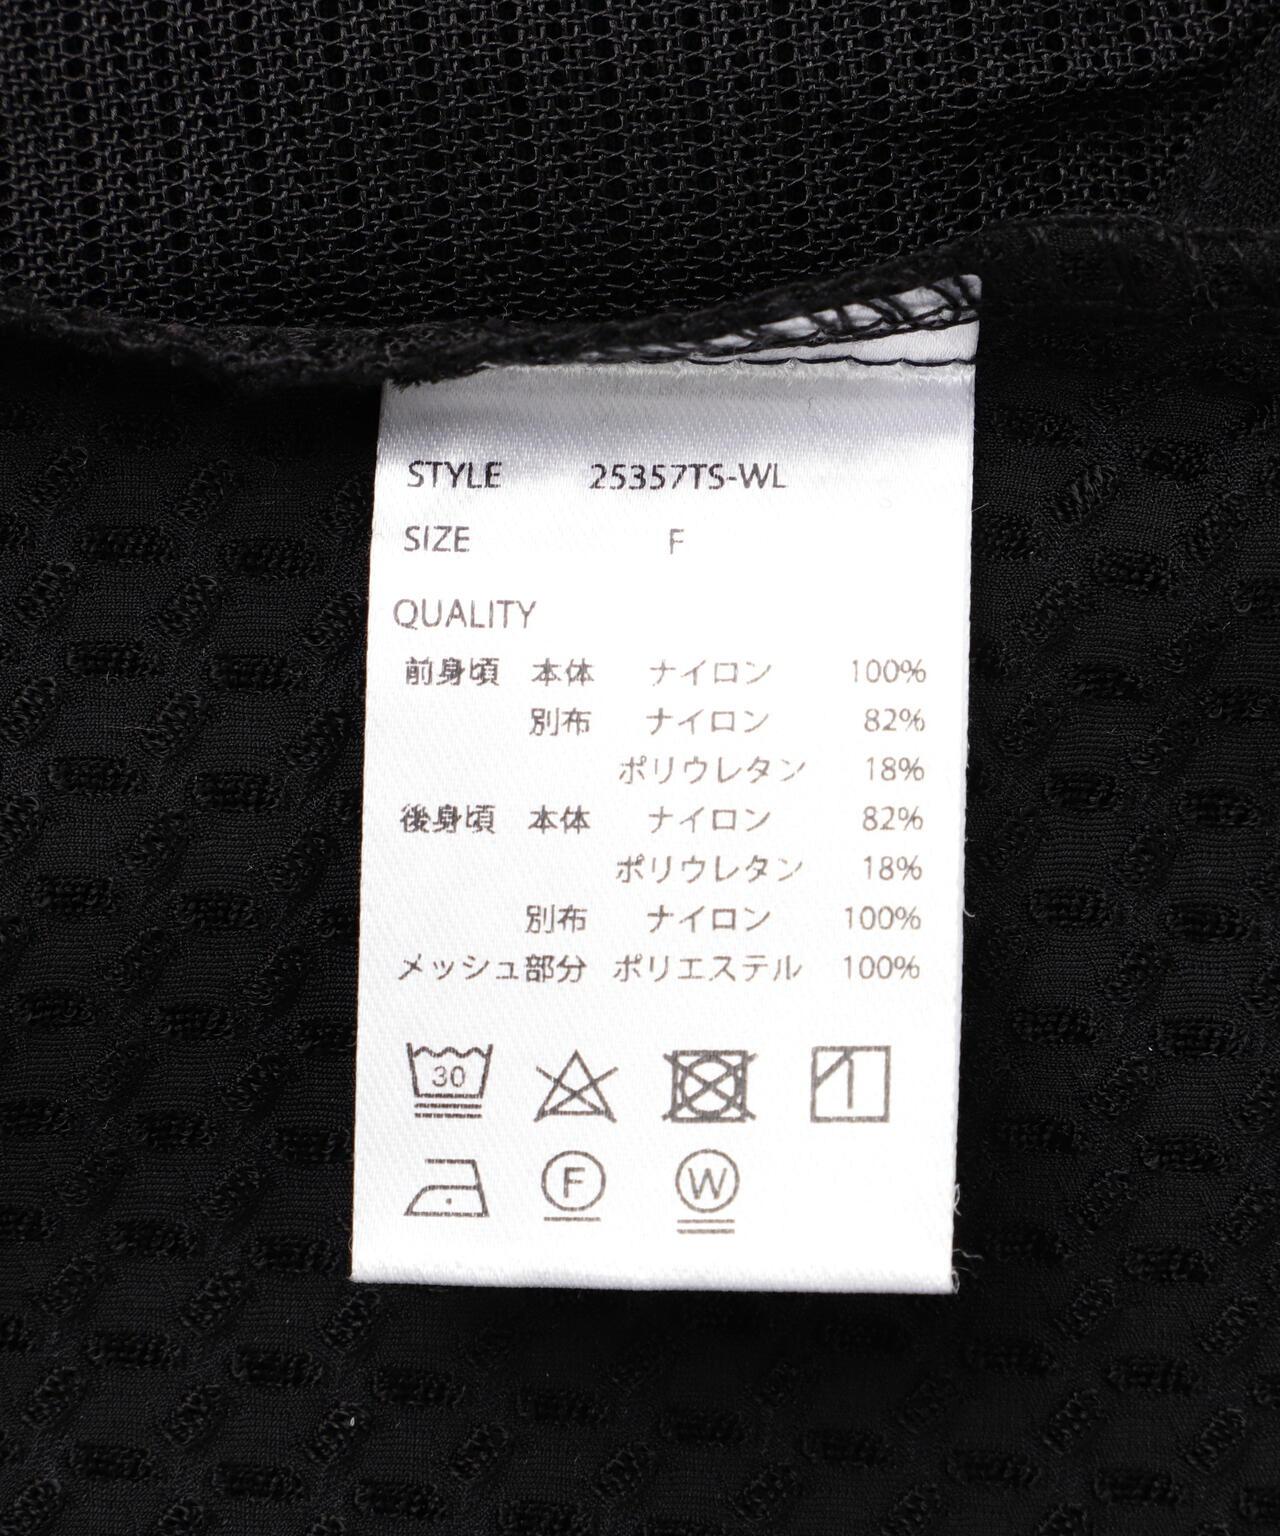 STYLE 25357TS-WL
SIZE F
QUALITY
前身頃 本体 ナイロン 100%
別布 ナイロン 82%
ポリウレタン 18%
後身頃 本体 ナイロン 82%
ポリウレタン 18%
別布 ナイロン 100%
メッシュ部分 ポリエステル 100%
30
F W